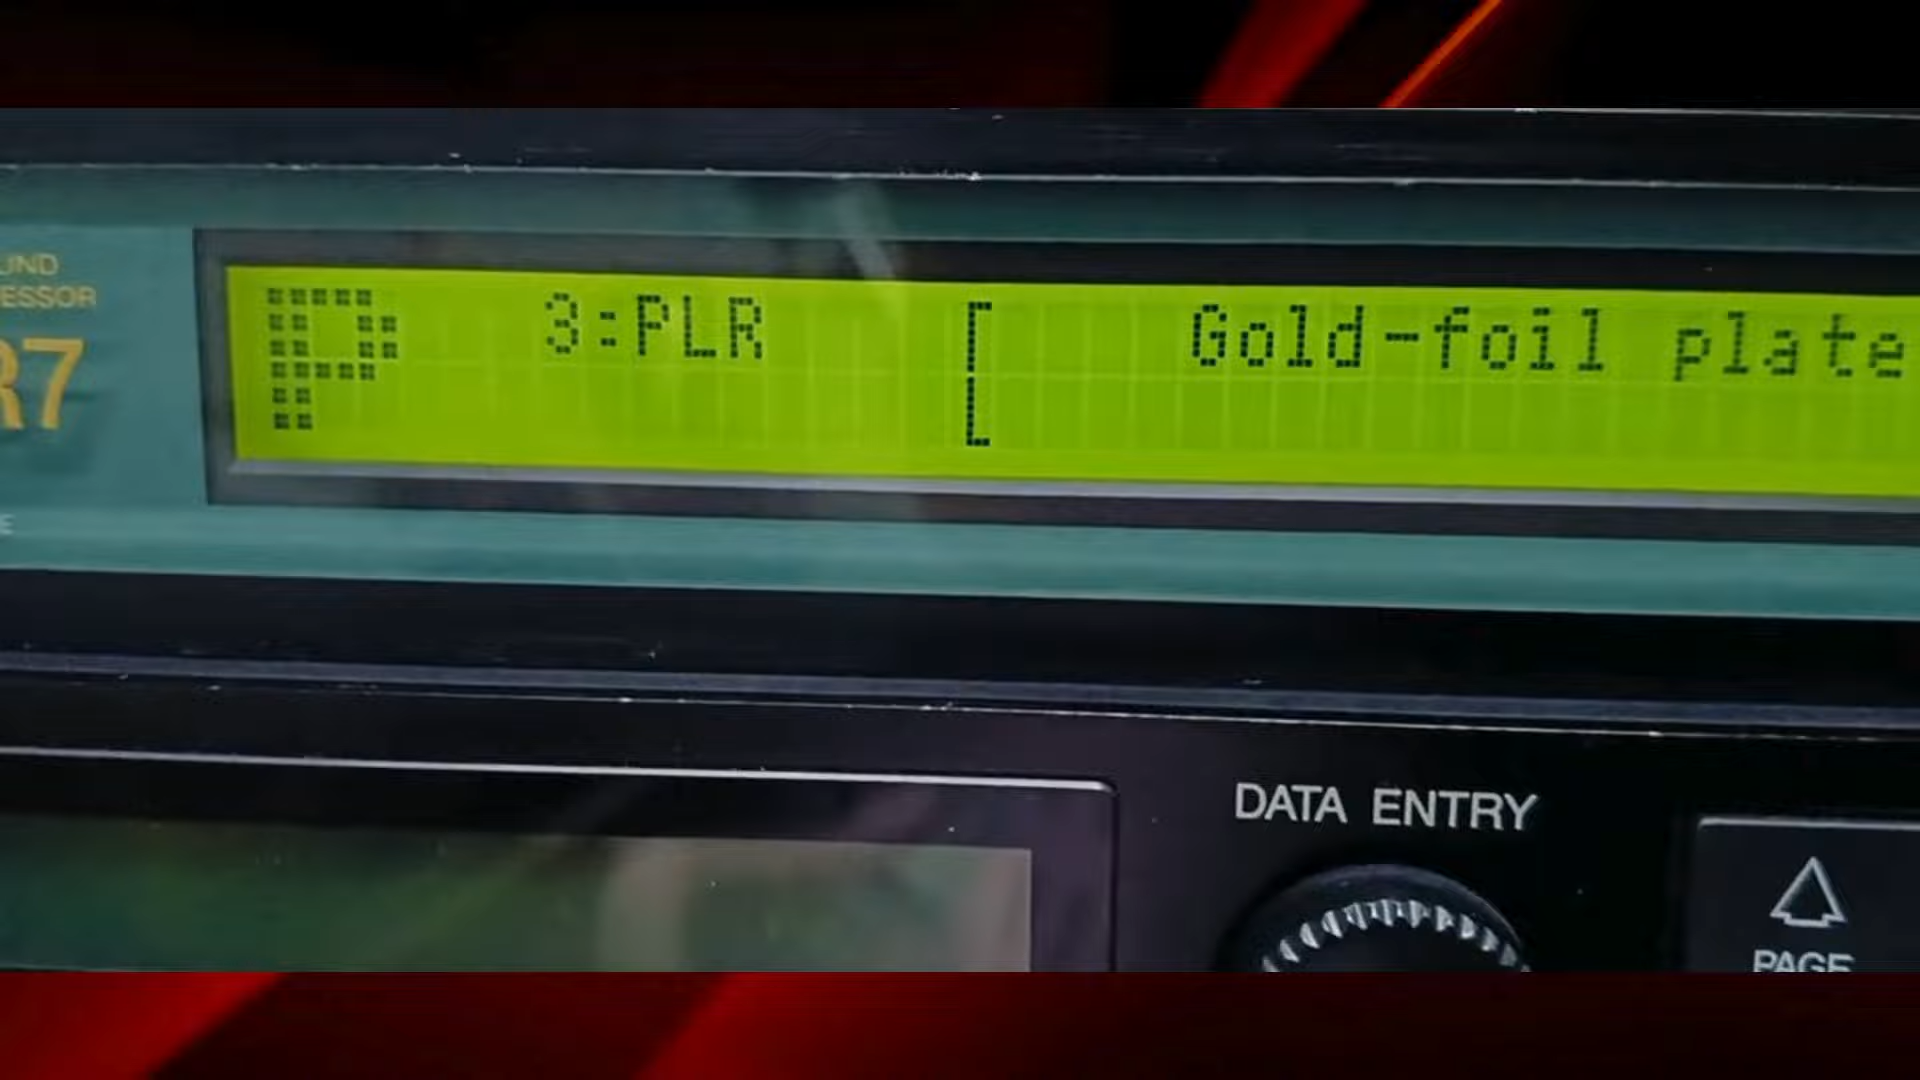 UND
ESSOR
R7
E
P 3:PLR [ Gold-foil plate
DATA ENTRY
PAGE